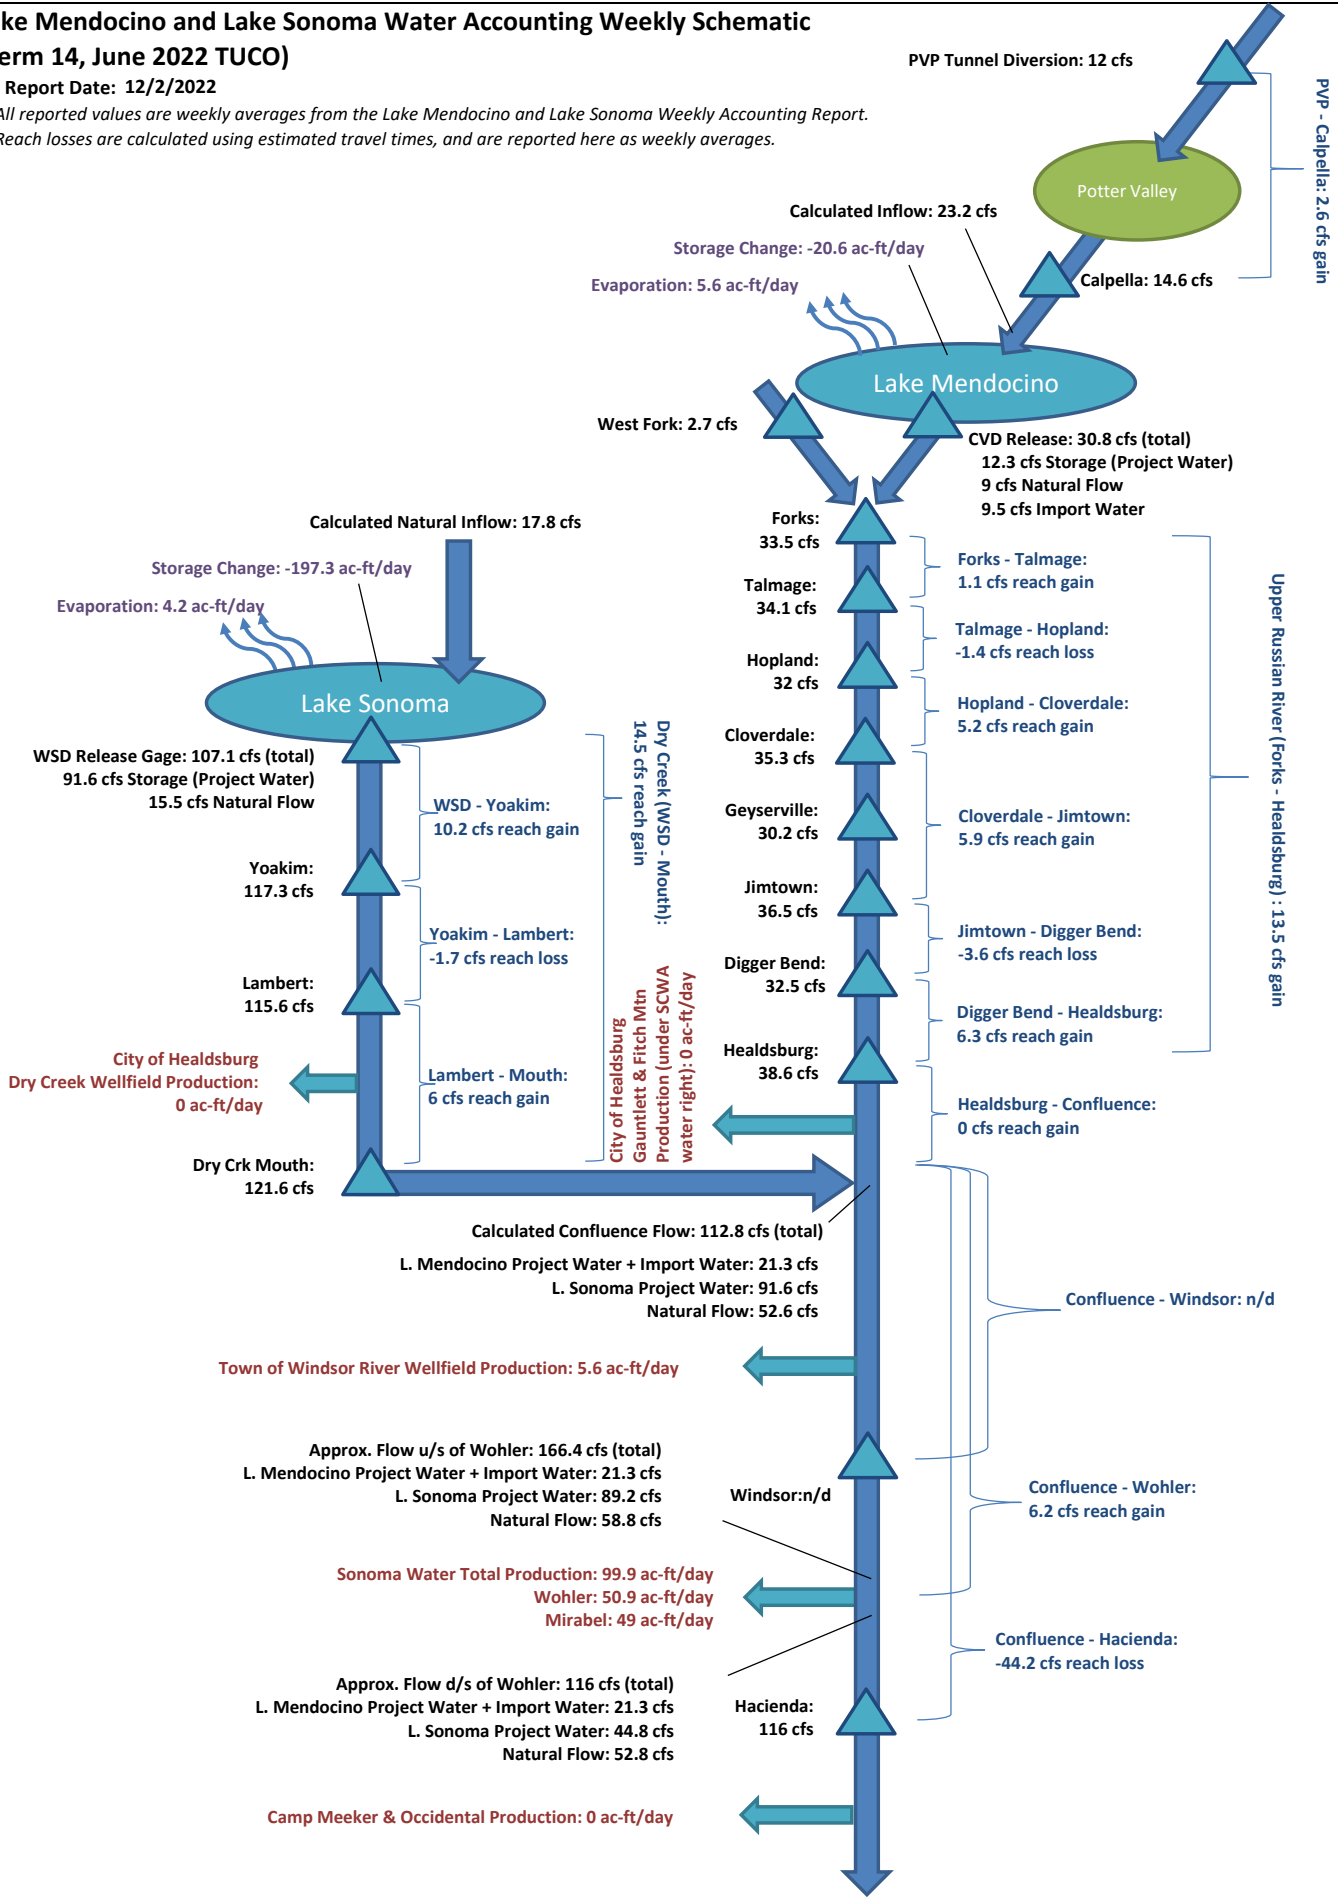 ke Mendocino and Lake Sonoma Water Accounting Weekly Schematic
erm 14, June 2022 TUCO)
Report Date: 12/2/2022
All reported values are weekly averages from the Lake Mendocino and Lake Sonoma Weekly Accounting Report.
Reach losses are calculated using estimated travel times, and are reported here as weekly averages.
PVP Tunnel Diversion: 12 cfs
PVP - Calpella: 2.6 cfs gain
Potter Valley
Calculated Inflow: 23.2 cfs
Storage Change: -20.6 ac-ft/day
Evaporation: 5.6 ac-ft/day
Calpella: 14.6 cfs
Lake Mendocino
West Fork: 2.7 cfs
CVD Release: 30.8 cfs (total)
12.3 cfs Storage (Project Water)
9 cfs Natural Flow
9.5 cfs Import Water
Calculated Natural Inflow: 17.8 cfs
Storage Change: -197.3 ac-ft/day
Evaporation: 4.2 ac-ft/day
Lake Sonoma
WSD Release Gage: 107.1 cfs (total)
91.6 cfs Storage (Project Water)
15.5 cfs Natural Flow
WSD - Yoakim:
10.2 cfs reach gain
Yoakim:
117.3 cfs
Yoakim - Lambert:
-1.7 cfs reach loss
Lambert:
115.6 cfs
City of Healdsburg
Dry Creek Wellfield Production:
0 ac-ft/day
Lambert - Mouth:
6 cfs reach gain
Dry Crk Mouth:
121.6 cfs
Dry Creek (WSD - Mouth):
14.5 cfs reach gain
City of Healdsburg
Gauntlett & Fitch Mtn
Production (under SCWA
water right): 0 ac-ft/day
Forks:
33.5 cfs
Forks - Talmage:
1.1 cfs reach gain
Talmage:
34.1 cfs
Talmage - Hopland:
-1.4 cfs reach loss
Hopland:
32 cfs
Hopland - Cloverdale:
5.2 cfs reach gain
Cloverdale:
35.3 cfs
Geyserville:
30.2 cfs
Cloverdale - Jimtown:
5.9 cfs reach gain
Jimtown:
36.5 cfs
Jimtown - Digger Bend:
-3.6 cfs reach loss
Digger Bend:
32.5 cfs
Digger Bend - Healdsburg:
6.3 cfs reach gain
Healdsburg:
38.6 cfs
Healdsburg - Confluence:
0 cfs reach gain
Upper Russian River (Forks - Healdsburg) : 13.5 cfs gain
Calculated Confluence Flow: 112.8 cfs (total)
L. Mendocino Project Water + Import Water: 21.3 cfs
L. Sonoma Project Water: 91.6 cfs
Natural Flow: 52.6 cfs
Confluence - Windsor: n/d
Town of Windsor River Wellfield Production: 5.6 ac-ft/day
Approx. Flow u/s of Wohler: 166.4 cfs (total)
L. Mendocino Project Water + Import Water: 21.3 cfs
L. Sonoma Project Water: 89.2 cfs
Natural Flow: 58.8 cfs
Windsor:n/d
Confluence - Wohler:
6.2 cfs reach gain
Sonoma Water Total Production: 99.9 ac-ft/day
Wohler: 50.9 ac-ft/day
Mirabel: 49 ac-ft/day
Confluence - Hacienda:
-44.2 cfs reach loss
Approx. Flow d/s of Wohler: 116 cfs (total)
L. Mendocino Project Water + Import Water: 21.3 cfs
L. Sonoma Project Water: 44.8 cfs
Natural Flow: 52.8 cfs
Hacienda:
116 cfs
Camp Meeker & Occidental Production: 0 ac-ft/day